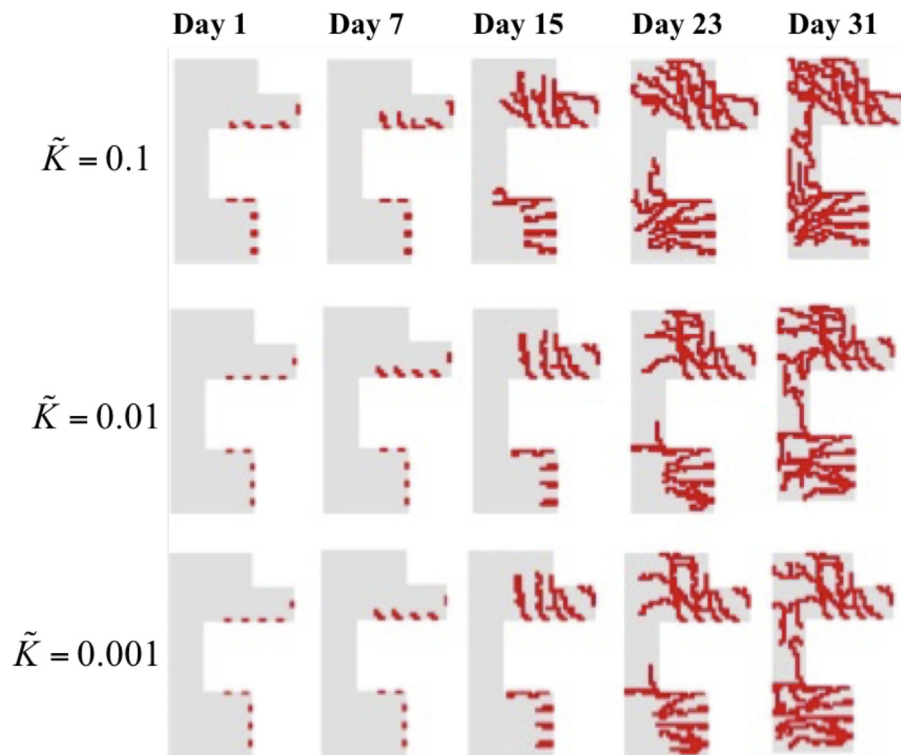 Day 1 Day 7 Day 15 Day 23 Day 31
K̃ = 0.1
K̃ = 0.01
K̃ = 0.001